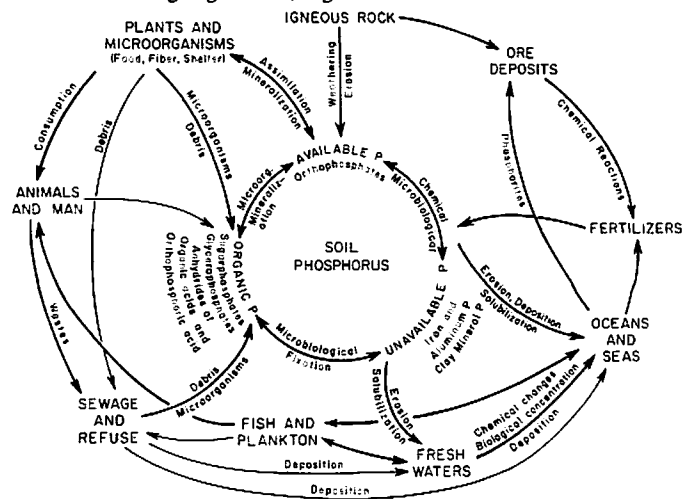 IGNEOUS ROCK
PLANTS AND
MICROORGANISMS
(Food, Fiber, Shelter)
ORE
DEPOSITS
Assimilation
Mineralization
Weathering
Erosion
Consumption
Debris
Microorganisms
Debris
Phosphorites
Chemical Reactions
AVAILABLE P
Orthophosphates
Microorg.
Mineraliz-
ation
Chemical
Microbiological
ANIMALS
AND MAN
FERTILIZERS
SOIL
PHOSPHORUS
ORGANIC P
Sugarphosphates
Glycerophosphates
Anhydrides of
Organic acids and
Orthophosphoric acid
UNAVAILABLE P
Iron and
Aluminum P
Clay Mineral P
Erosion, Deposition
Solubilization
OCEANS
AND
SEAS
Wastes
Microbiological
Fixation
Debris
Microorganisms
Erosion
Solubilization
SEWAGE
AND
REFUSE
FISH AND
PLANKTON
Chemical changes
Biological concentration
Deposition
FRESH
WATERS
Deposition
Deposition